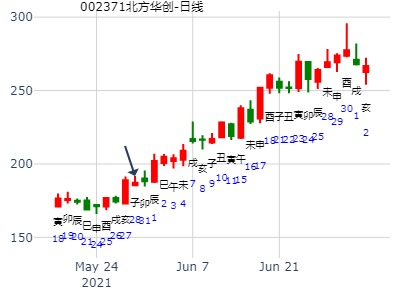 002371北方华创-日线
300
250
200
150
寅 卯 辰 巳 申 酉 戌 亥 子 卯 辰 巳 午 未 戌 亥 子 丑 寅 午 未 申 酉 子 丑 寅 卯 辰 未 申 酉 戌 亥
18 19 20 21 24 25 26 27 28 31 1 2 3 4 7 8 9 10 11 15 16 17 18 21 22 23 24 25 28 29 30 1 2
May 24 Jun 7 Jun 21
2021